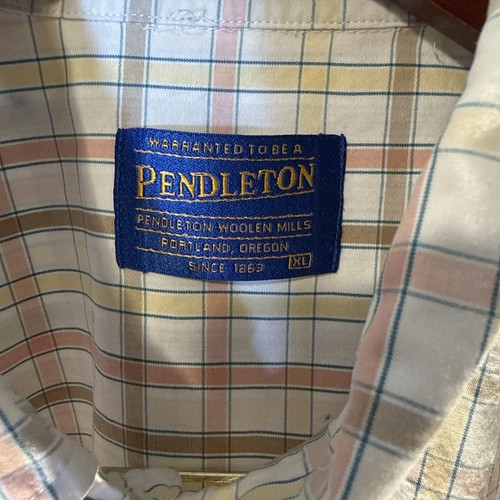 WARRANTED TO BE A
PENDLETON
PENDLETON WOOLEN MILLS
PORTLAND, OREGON
SINCE 1863 XL